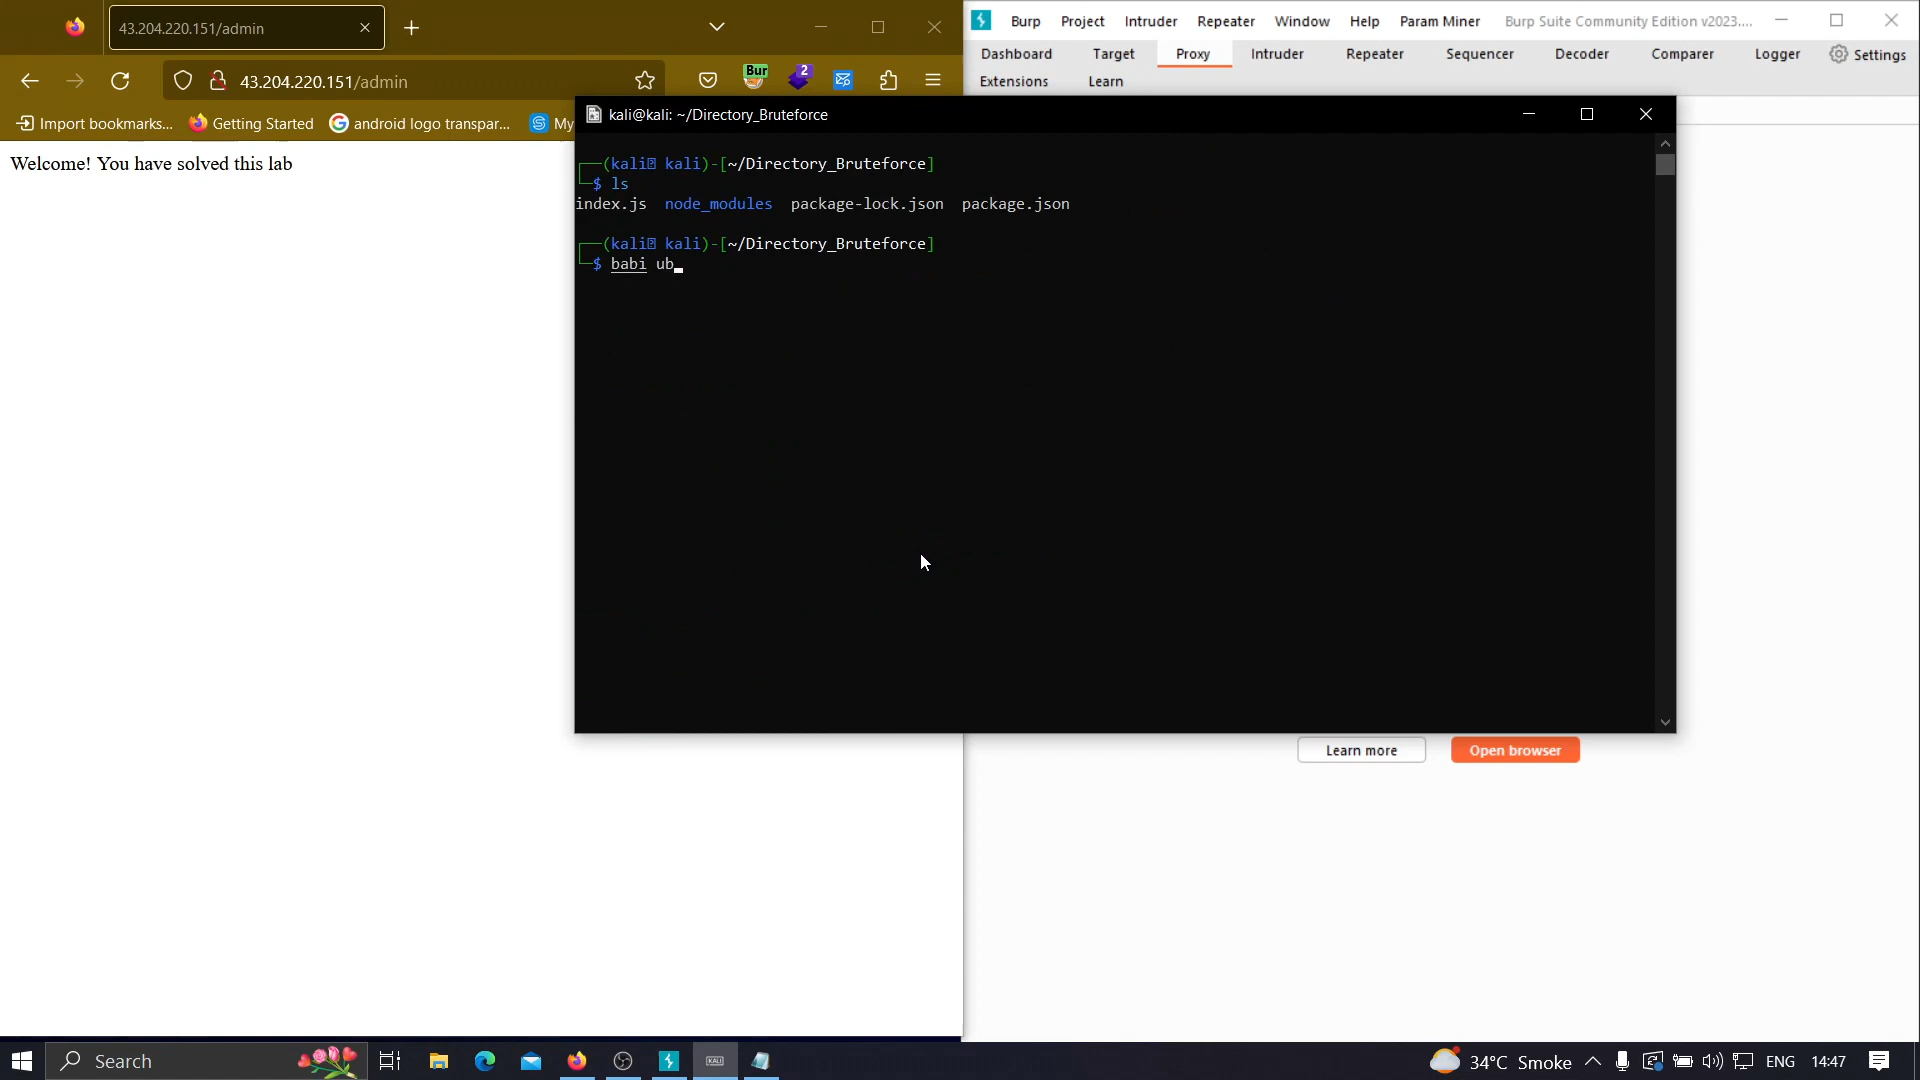 43.204.220.151/admin
Burp Project Intruder Repeater Window Help Param Miner Burp Suite Community Edition v2023....
Dashboard Target Proxy Intruder Repeater Sequencer Decoder Comparer Logger Settings
Extensions Learn
43.204.220.151/admin
Bur
2
Import bookmarks... Getting Started android logo transpar... My
Welcome! You have solved this lab
kali@kali: ~/Directory_Bruteforce
┌──(kali kali)-[~/Directory_Bruteforce]
└─$ ls
index.js node_modules package-lock.json package.json
┌──(kali kali)-[~/Directory_Bruteforce]
└─$ babi ub
Learn more Open browser
Search
KALI
34°C Smoke ENG 14:47